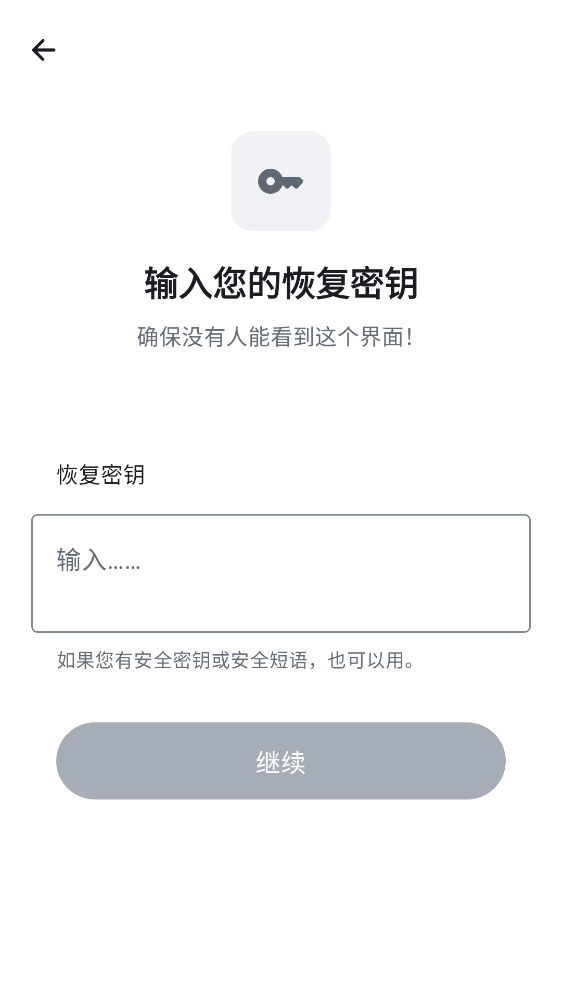 输入您的恢复密钥
确保没有人能看到这个界面！
恢复密钥
输入……
如果您有安全密钥或安全短语，也可以用。
继续